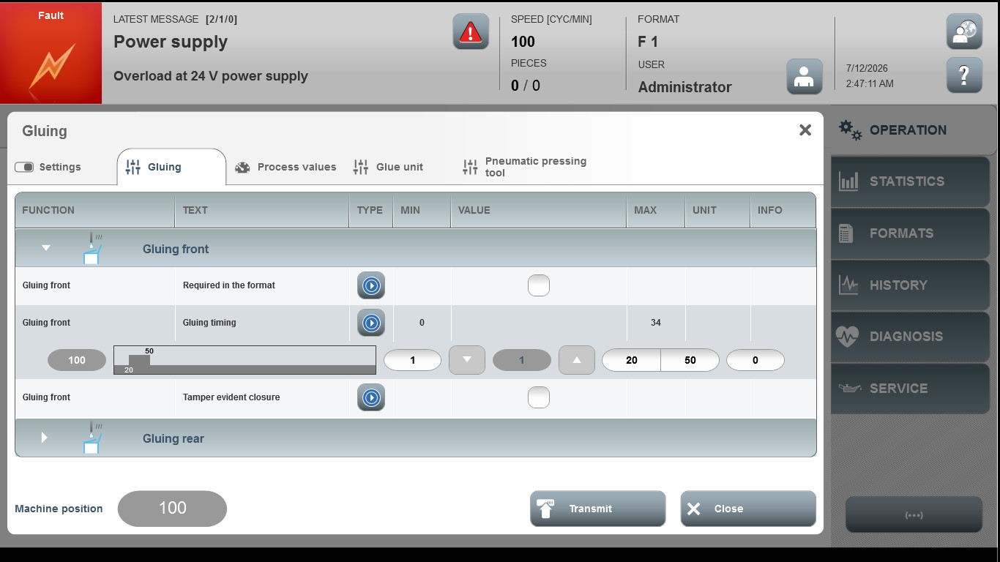 Fault
LATEST MESSAGE [2/1/0]
Power supply
Overload at 24 V power supply
SPEED [CYC/MIN]
100
PIECES
0 / 0
FORMAT
F 1
USER
Administrator
7/12/2026
2:47:11 AM
?
Gluing
Settings
Gluing
Process values
Glue unit
Pneumatic pressing
tool
FUNCTION TEXT TYPE MIN VALUE MAX UNIT INFO
Gluing front
Gluing front Required in the format
Gluing front Gluing timing 0 34
100 20 50 1 1 20 50 0
Gluing front Tamper evident closure
Gluing rear
Machine position 100
Transmit
Close
OPERATION
STATISTICS
FORMATS
HISTORY
DIAGNOSIS
SERVICE
(...)